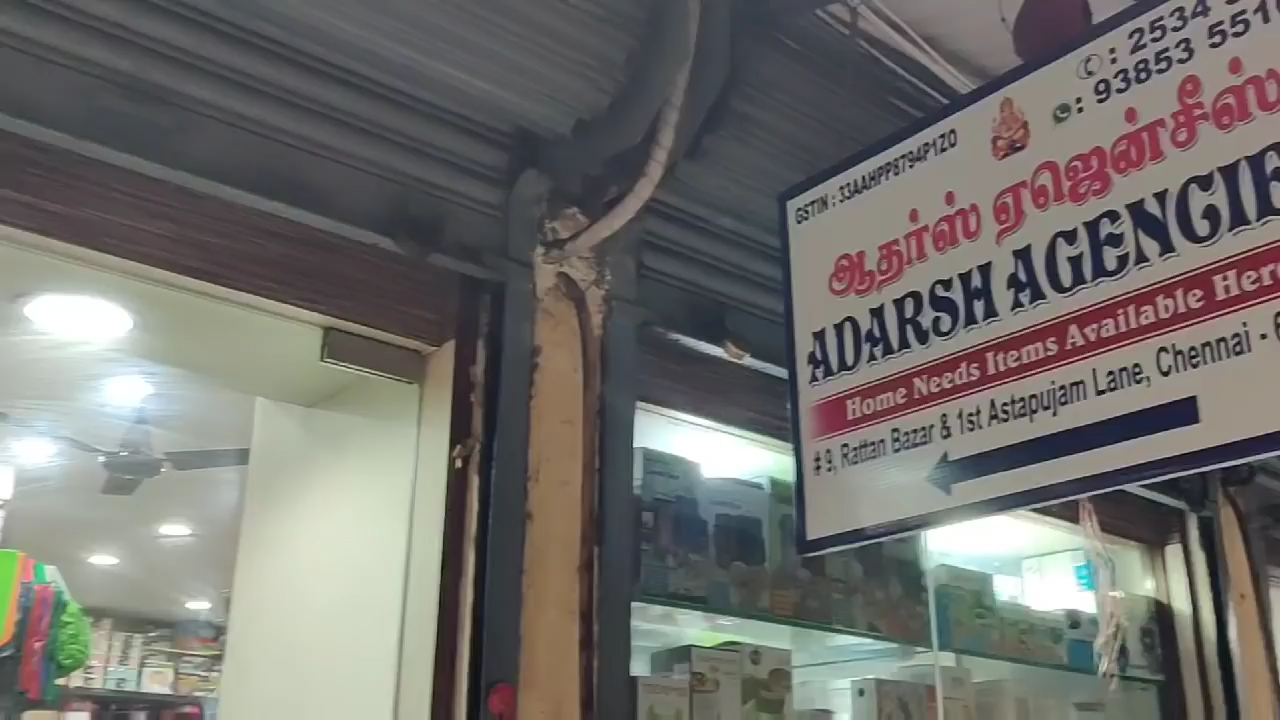 ✆: 2534
: 93853 551
GSTIN : 33AAHPP8794P1ZO
ஆதர்ஸ் ஏஜென்சீஸ்
ADARSH AGENCIE
Home Needs Items Available Here
# 9, Rattan Bazar & 1st Astapujam Lane, Chennai -